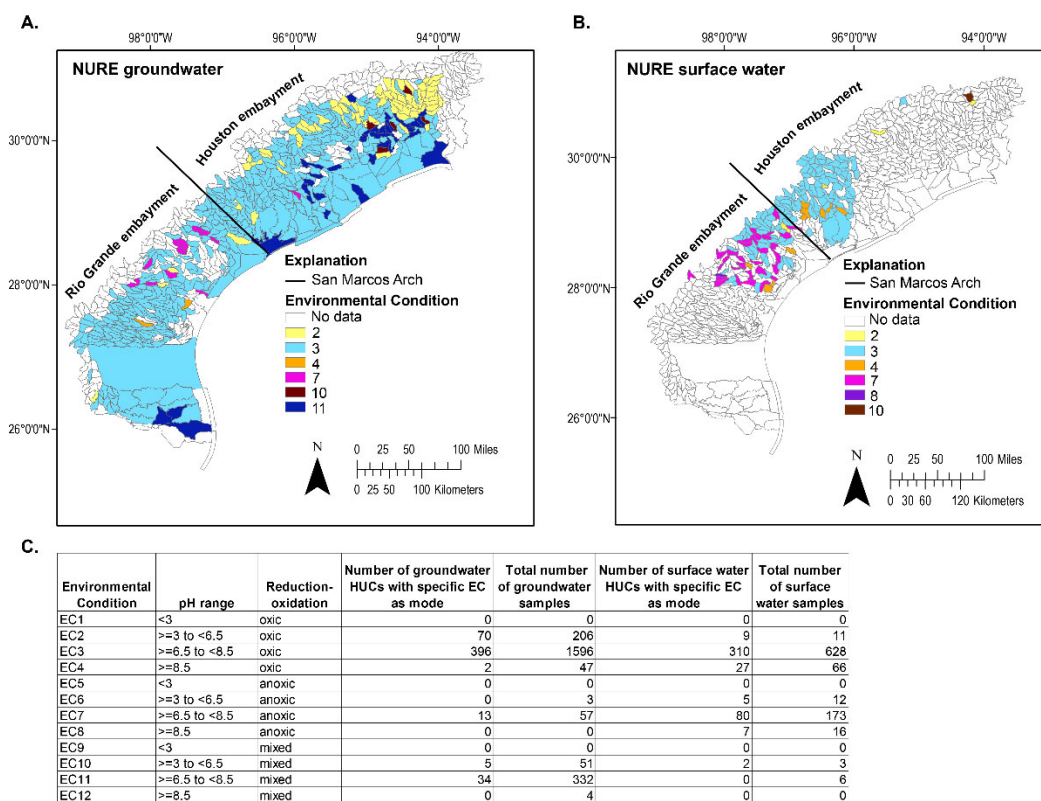 A.
98°0'0"W 96°0'0"W 94°0'0"W
NURE groundwater
Houston embayment
30°0'0"N
Rio Grande embayment
28°0'0"N
26°0'0"N
Explanation
San Marcos Arch
Environmental Condition
No data
2
3
4
7
10
11
N
0 25 50 100 Miles
0 25 50 100 Kilometers
B.
98°0'0"W 96°0'0"W 94°0'0"W
NURE surface water
Houston embayment
30°0'0"N
Rio Grande embayment
28°0'0"N
26°0'0"N
Explanation
San Marcos Arch
Environmental Condition
No data
2
3
4
7
8
10
N
0 25 50 100 Miles
0 30 60 120 Kilometers
C.
Environmental Condition pH range Reduction-oxidation Number of groundwater HUCs with specific EC as mode Total number of groundwater samples Number of surface water HUCs with specific EC as mode Total number of surface water samples
EC1 <3 oxic 0 0 0 0
EC2 >=3 to <6.5 oxic 70 206 9 11
EC3 >=6.5 to <8.5 oxic 396 1596 310 628
EC4 >=8.5 oxic 2 47 27 66
EC5 <3 anoxic 0 0 0 0
EC6 >=3 to <6.5 anoxic 0 3 5 12
EC7 >=6.5 to <8.5 anoxic 13 57 80 173
EC8 >=8.5 anoxic 0 0 7 16
EC9 <3 mixed 0 0 0 0
EC10 >=3 to <6.5 mixed 5 51 2 3
EC11 >=6.5 to <8.5 mixed 34 332 0 6
EC12 >=8.5 mixed 0 4 0 0